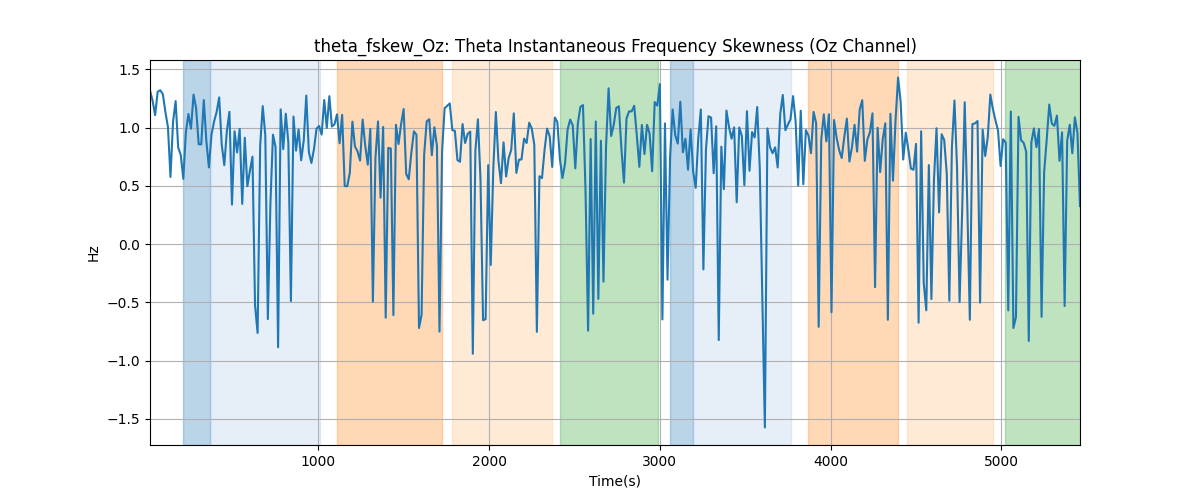 theta_fskew_Oz: Theta Instantaneous Frequency Skewness (Oz Channel)
1.5
1.0
0.5
0.0
−0.5
−1.0
−1.5
Hz
1000 2000 3000 4000 5000
Time(s)